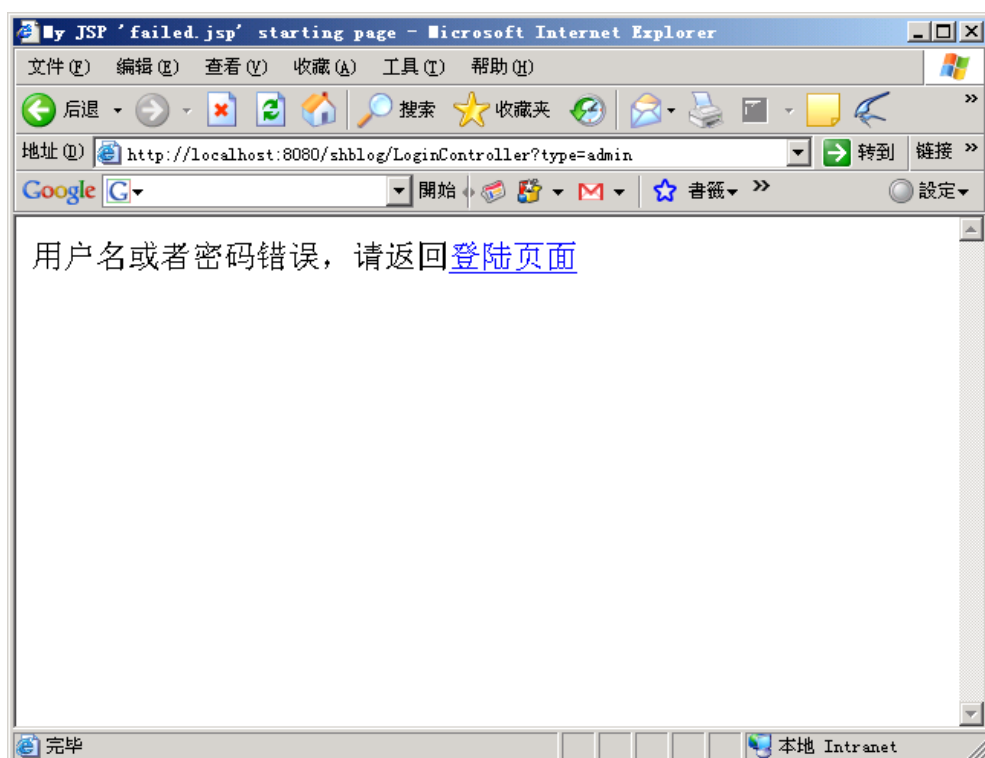 My JSP 'failed.jsp' starting page - Microsoft Internet Explorer
文件(F) 编辑(E) 查看(V) 收藏(A) 工具(T) 帮助(H)
后退 搜索 收藏夹 »
地址(D) http://localhost:8080/shblog/LoginController?type=admin 转到 链接 »
Google G 開始 書籤 » 設定
用户名或者密码错误，请返回登陆页面
完毕 本地 Intranet